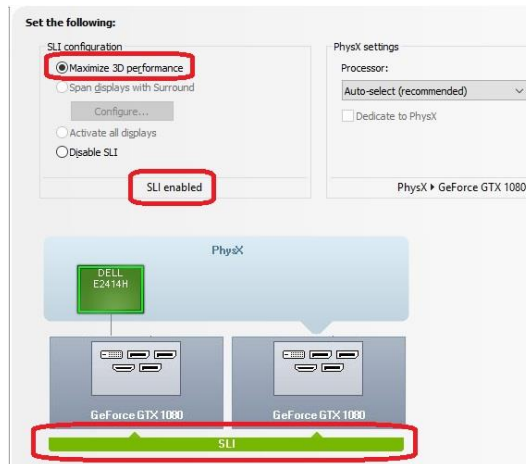 Set the following:
SLI configuration
Maximize 3D performance
Span displays with Surround
Configure...
Activate all displays
Disable SLI
SLI enabled
PhysX settings
Processor:
Auto-select (recommended)
Dedicate to PhysX
PhysX ▸ GeForce GTX 1080
PhysX
DELL
E2414H
GeForce GTX 1080
GeForce GTX 1080
SLI